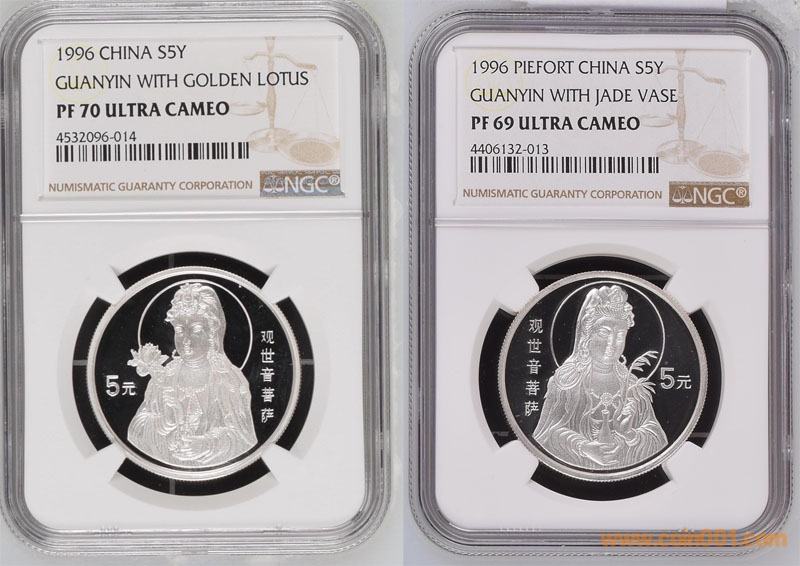 1996 CHINA S5Y
GUANYIN WITH GOLDEN LOTUS
PF 70 ULTRA CAMEO
4532096-014
NUMISMATIC GUARANTY CORPORATION NGC®
5元
观世音菩萨
1996 PIEFORT CHINA S5Y
GUANYIN WITH JADE VASE
PF 69 ULTRA CAMEO
4406132-013
NUMISMATIC GUARANTY CORPORATION NGC®
观世音菩萨
5元
www.coin001.com